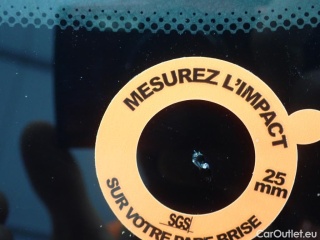 MESUREZ L'IMPACT
25
mm
SGS
SUR VOTRE PARE BRISE
CarOutlet.eu